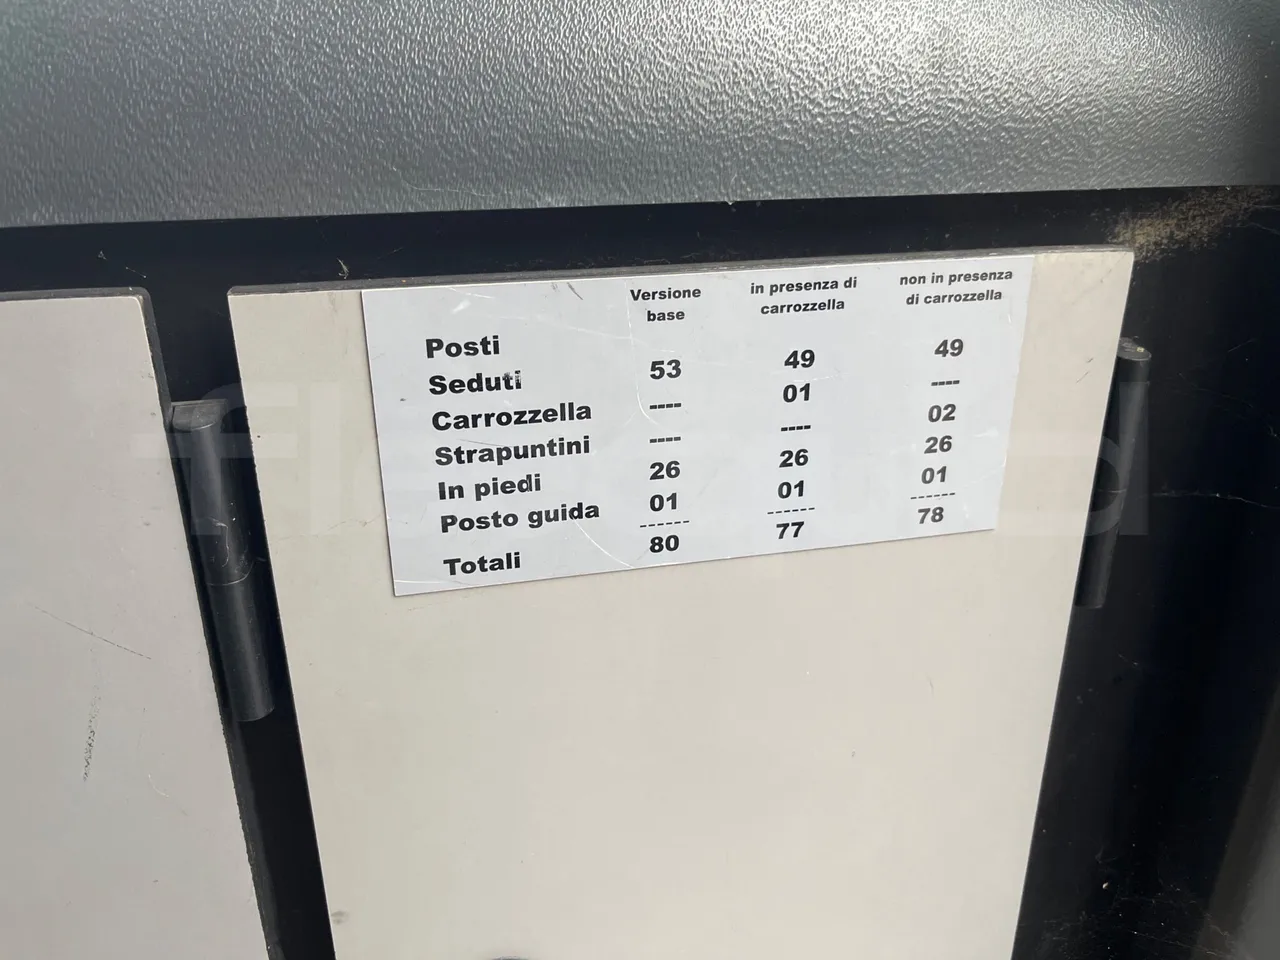 Versione base in presenza di carrozzella non in presenza di carrozzella
Posti
Seduti 53 49 49
Carrozzella ---- 01 ----
Strapuntini ---- ---- 02
In piedi 26 26 26
Posto guida 01 01 01
------ ------ ------
Totali 80 77 78